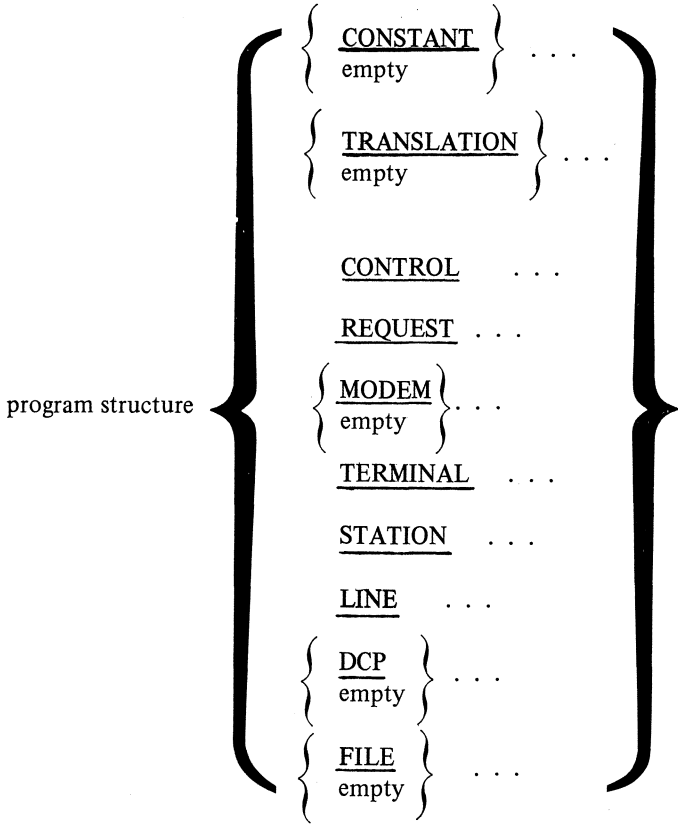 CONSTANT . . .
empty
TRANSLATION . . .
empty
CONTROL . . .
REQUEST . . .
program structure
MODEM . . .
empty
TERMINAL . . .
STATION . . .
LINE . . .
DCP . . .
empty
FILE . . .
empty